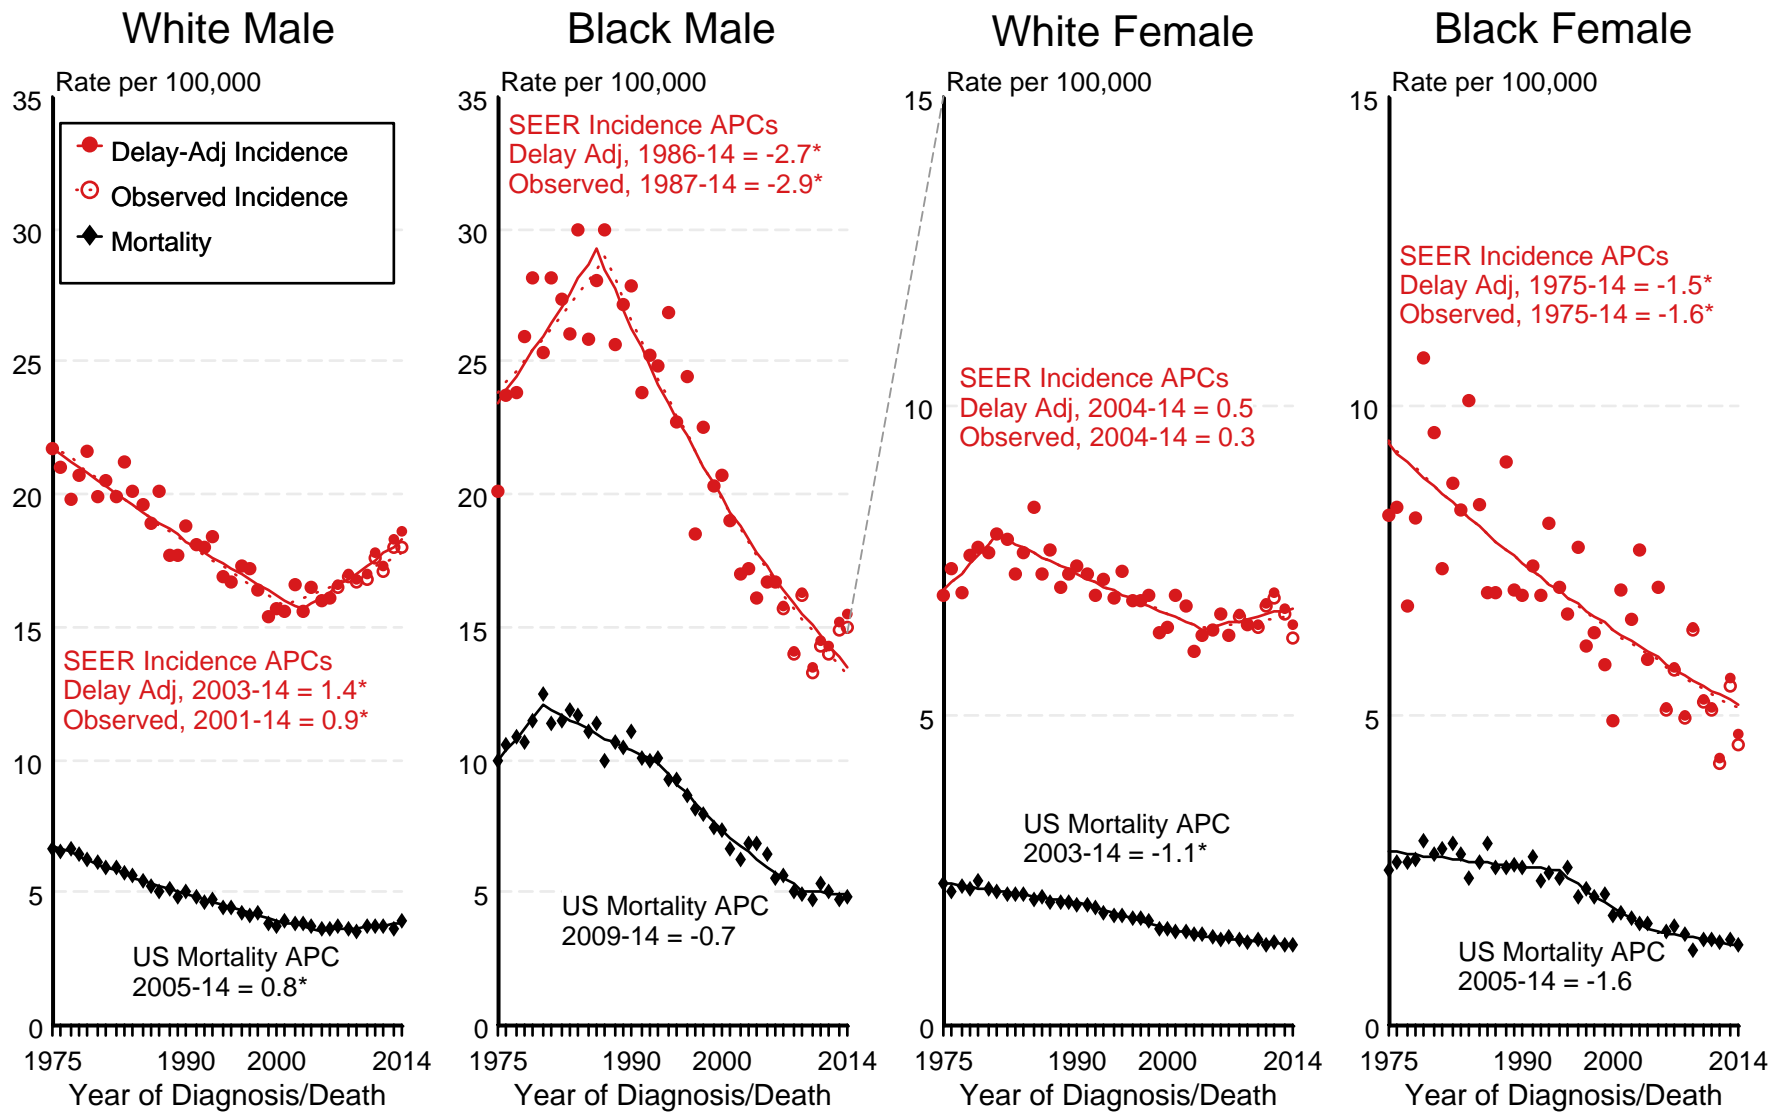 White Male
Black Male
White Female
Black Female
Rate per 100,000
35
30
25
20
15
10
5
0
Delay-Adj Incidence
Observed Incidence
Mortality
SEER Incidence APCs
Delay Adj, 2003-14 = 1.4*
Observed, 2001-14 = 0.9*
US Mortality APC
2005-14 = 0.8*
1975
1990
2000
2014
Year of Diagnosis/Death
Rate per 100,000
35
30
25
20
15
10
5
0
SEER Incidence APCs
Delay Adj, 1986-14 = -2.7*
Observed, 1987-14 = -2.9*
US Mortality APC
2009-14 = -0.7
1975
1990
2000
2014
Year of Diagnosis/Death
Rate per 100,000
15
10
5
0
SEER Incidence APCs
Delay Adj, 2004-14 = 0.5
Observed, 2004-14 = 0.3
US Mortality APC
2003-14 = -1.1*
1975
1990
2000
2014
Year of Diagnosis/Death
Rate per 100,000
15
10
5
0
SEER Incidence APCs
Delay Adj, 1975-14 = -1.5*
Observed, 1975-14 = -1.6*
US Mortality APC
2005-14 = -1.6
1975
1990
2000
2014
Year of Diagnosis/Death